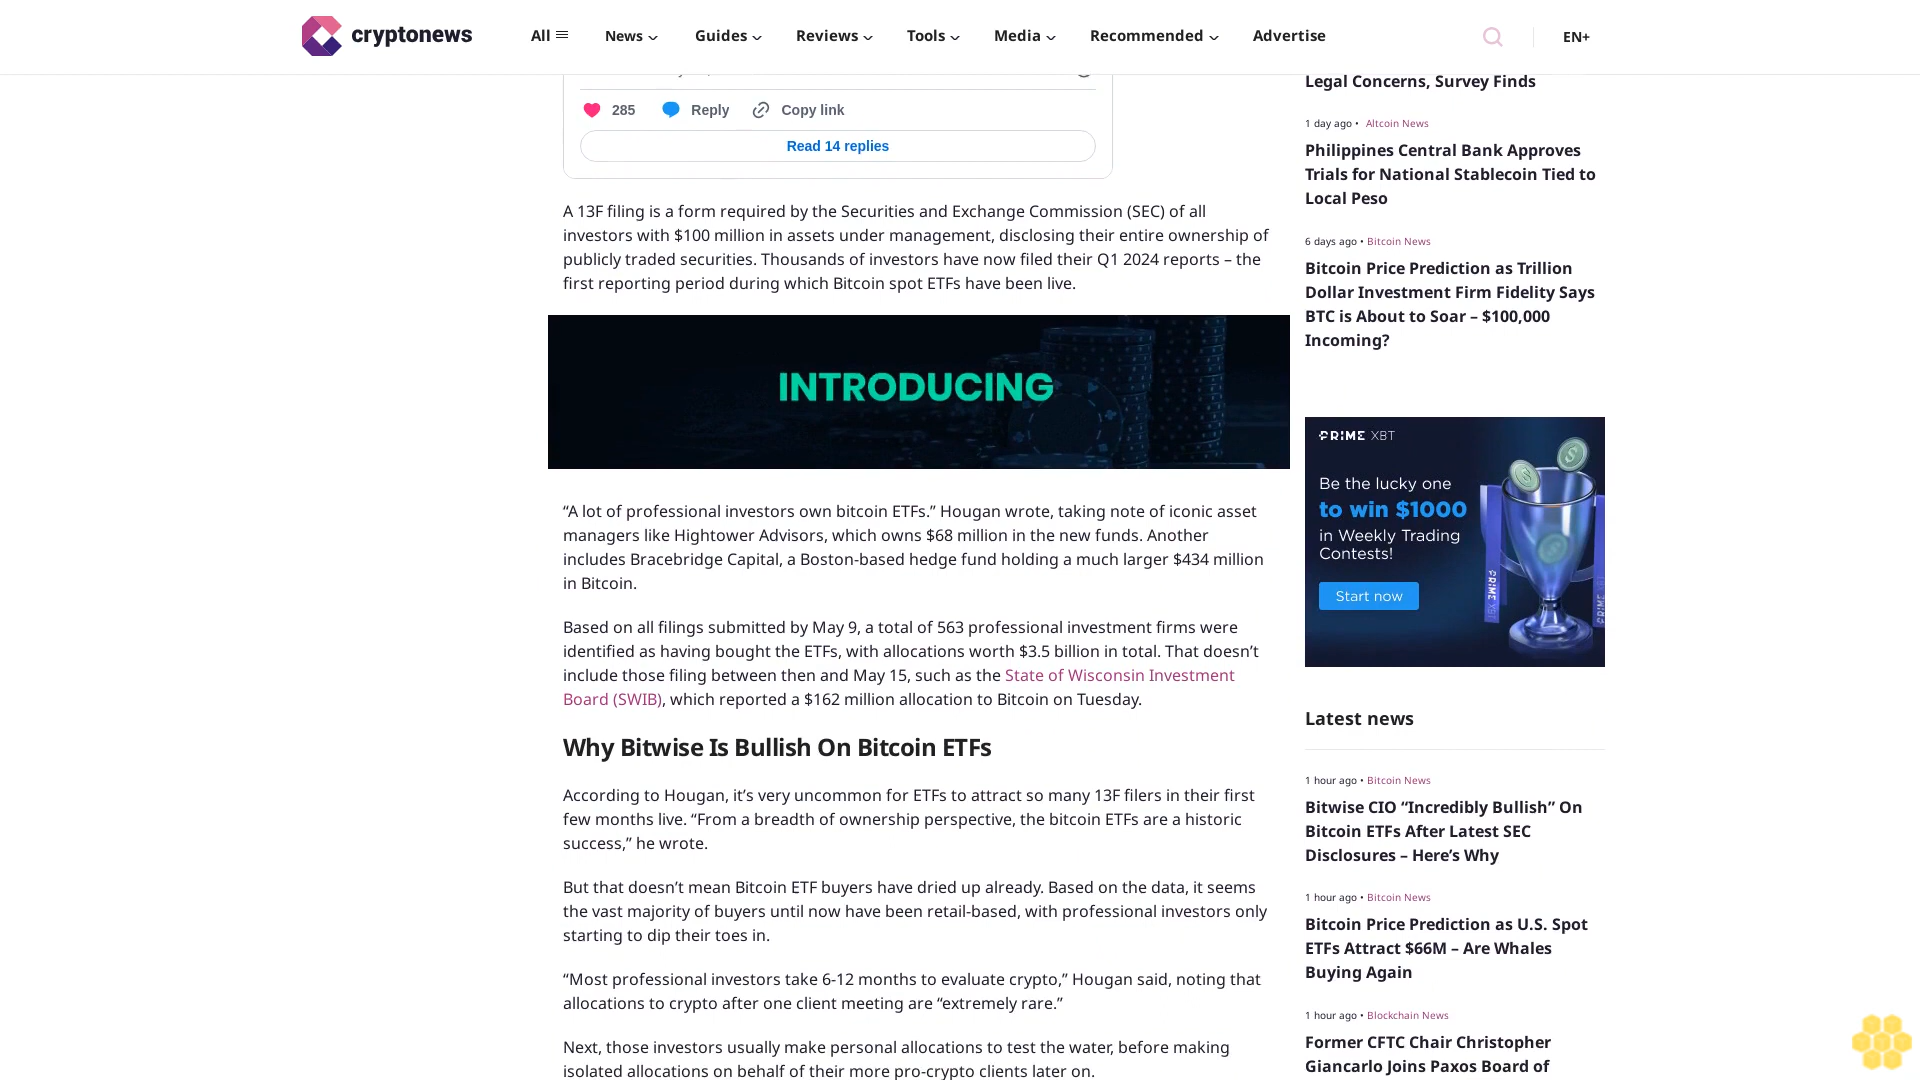 cryptonews
All
News
Guides
Reviews
Tools
Media
Recommended
Advertise
EN+
285
Reply
Copy link
Read 14 replies
A 13F filing is a form required by the Securities and Exchange Commission (SEC) of all
investors with $100 million in assets under management, disclosing their entire ownership of
publicly traded securities. Thousands of investors have now filed their Q1 2024 reports – the
first reporting period during which Bitcoin spot ETFs have been live.
INTRODUCING
“A lot of professional investors own bitcoin ETFs.” Hougan wrote, taking note of iconic asset
managers like Hightower Advisors, which owns $68 million in the new funds. Another
includes Bracebridge Capital, a Boston-based hedge fund holding a much larger $434 million
in Bitcoin.
Based on all filings submitted by May 9, a total of 563 professional investment firms were
identified as having bought the ETFs, with allocations worth $3.5 billion in total. That doesn’t
include those filing between then and May 15, such as the State of Wisconsin Investment
Board (SWIB), which reported a $162 million allocation to Bitcoin on Tuesday.
Why Bitwise Is Bullish On Bitcoin ETFs
According to Hougan, it’s very uncommon for ETFs to attract so many 13F filers in their first
few months live. “From a breadth of ownership perspective, the bitcoin ETFs are a historic
success,” he wrote.
But that doesn’t mean Bitcoin ETF buyers have dried up already. Based on the data, it seems
the vast majority of buyers until now have been retail-based, with professional investors only
starting to dip their toes in.
“Most professional investors take 6-12 months to evaluate crypto,” Hougan said, noting that
allocations to crypto after one client meeting are “extremely rare.”
Next, those investors usually make personal allocations to test the water, before making
isolated allocations on behalf of their more pro-crypto clients later on.
Legal Concerns, Survey Finds
1 day ago • Altcoin News
Philippines Central Bank Approves
Trials for National Stablecoin Tied to
Local Peso
6 days ago • Bitcoin News
Bitcoin Price Prediction as Trillion
Dollar Investment Firm Fidelity Says
BTC is About to Soar – $100,000
Incoming?
PRIME XBT
Be the lucky one
to win $1000
in Weekly Trading
Contests!
Start now
PRIME XBT
PRIME
Latest news
1 hour ago • Bitcoin News
Bitwise CIO “Incredibly Bullish” On
Bitcoin ETFs After Latest SEC
Disclosures – Here’s Why
1 hour ago • Bitcoin News
Bitcoin Price Prediction as U.S. Spot
ETFs Attract $66M – Are Whales
Buying Again
1 hour ago • Blockchain News
Former CFTC Chair Christopher
Giancarlo Joins Paxos Board of